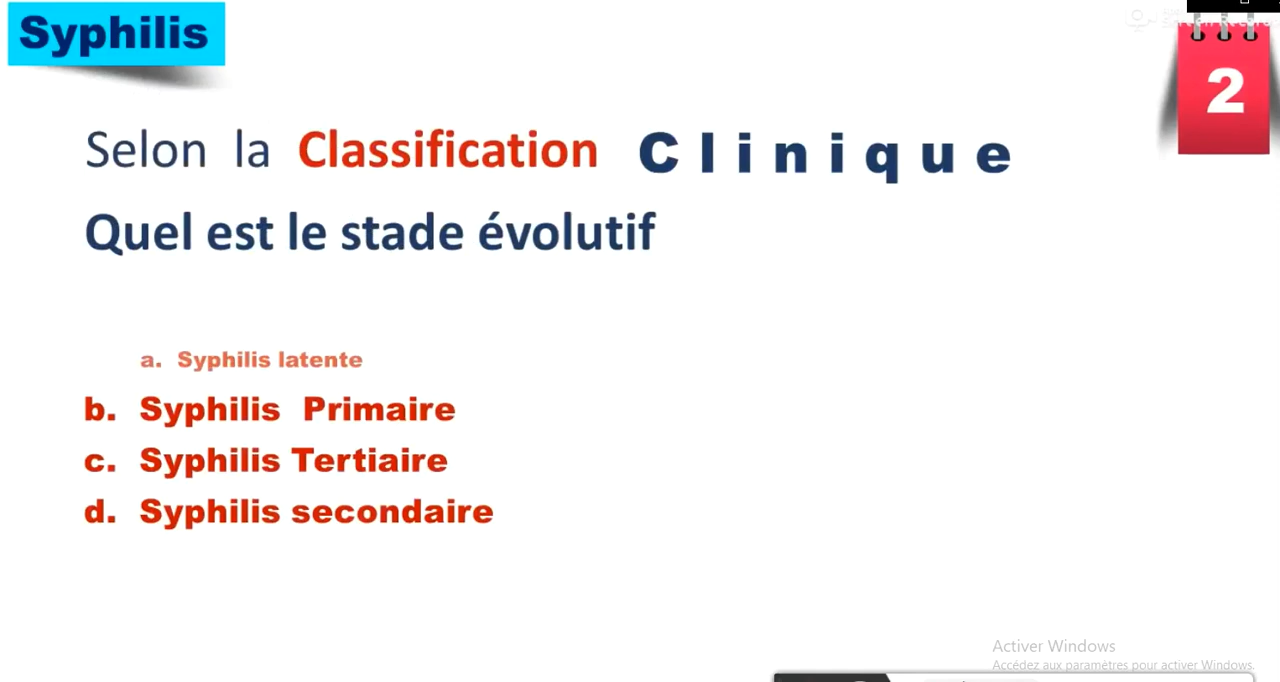 Syphilis
2
Selon la Classification Clinique
Quel est le stade évolutif
a. Syphilis latente
b. Syphilis Primaire
c. Syphilis Tertiaire
d. Syphilis secondaire
Activer Windows
Accédez aux paramètres pour activer Windows.